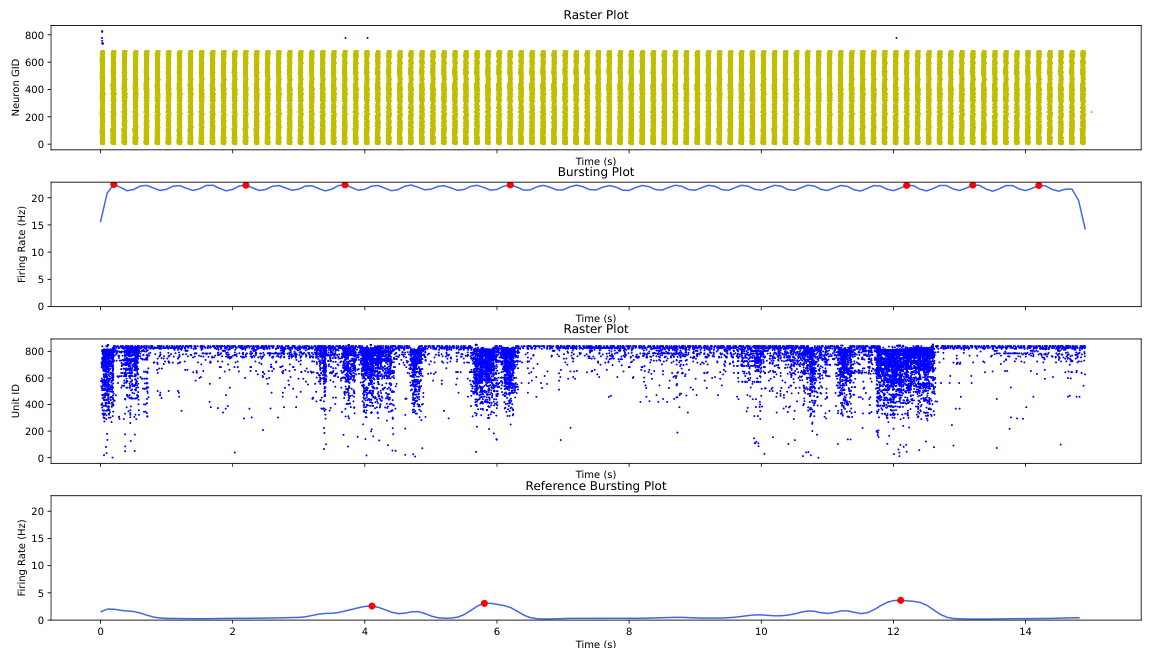 Raster Plot
800
600
400
200
0
Neuron GID
Time (s)
Bursting Plot
20
15
10
5
0
Firing Rate (Hz)
Time (s)
Raster Plot
800
600
400
200
0
Unit ID
Time (s)
Reference Bursting Plot
20
15
10
5
0
Firing Rate (Hz)
0 2 4 6 8 10 12 14
Time (s)